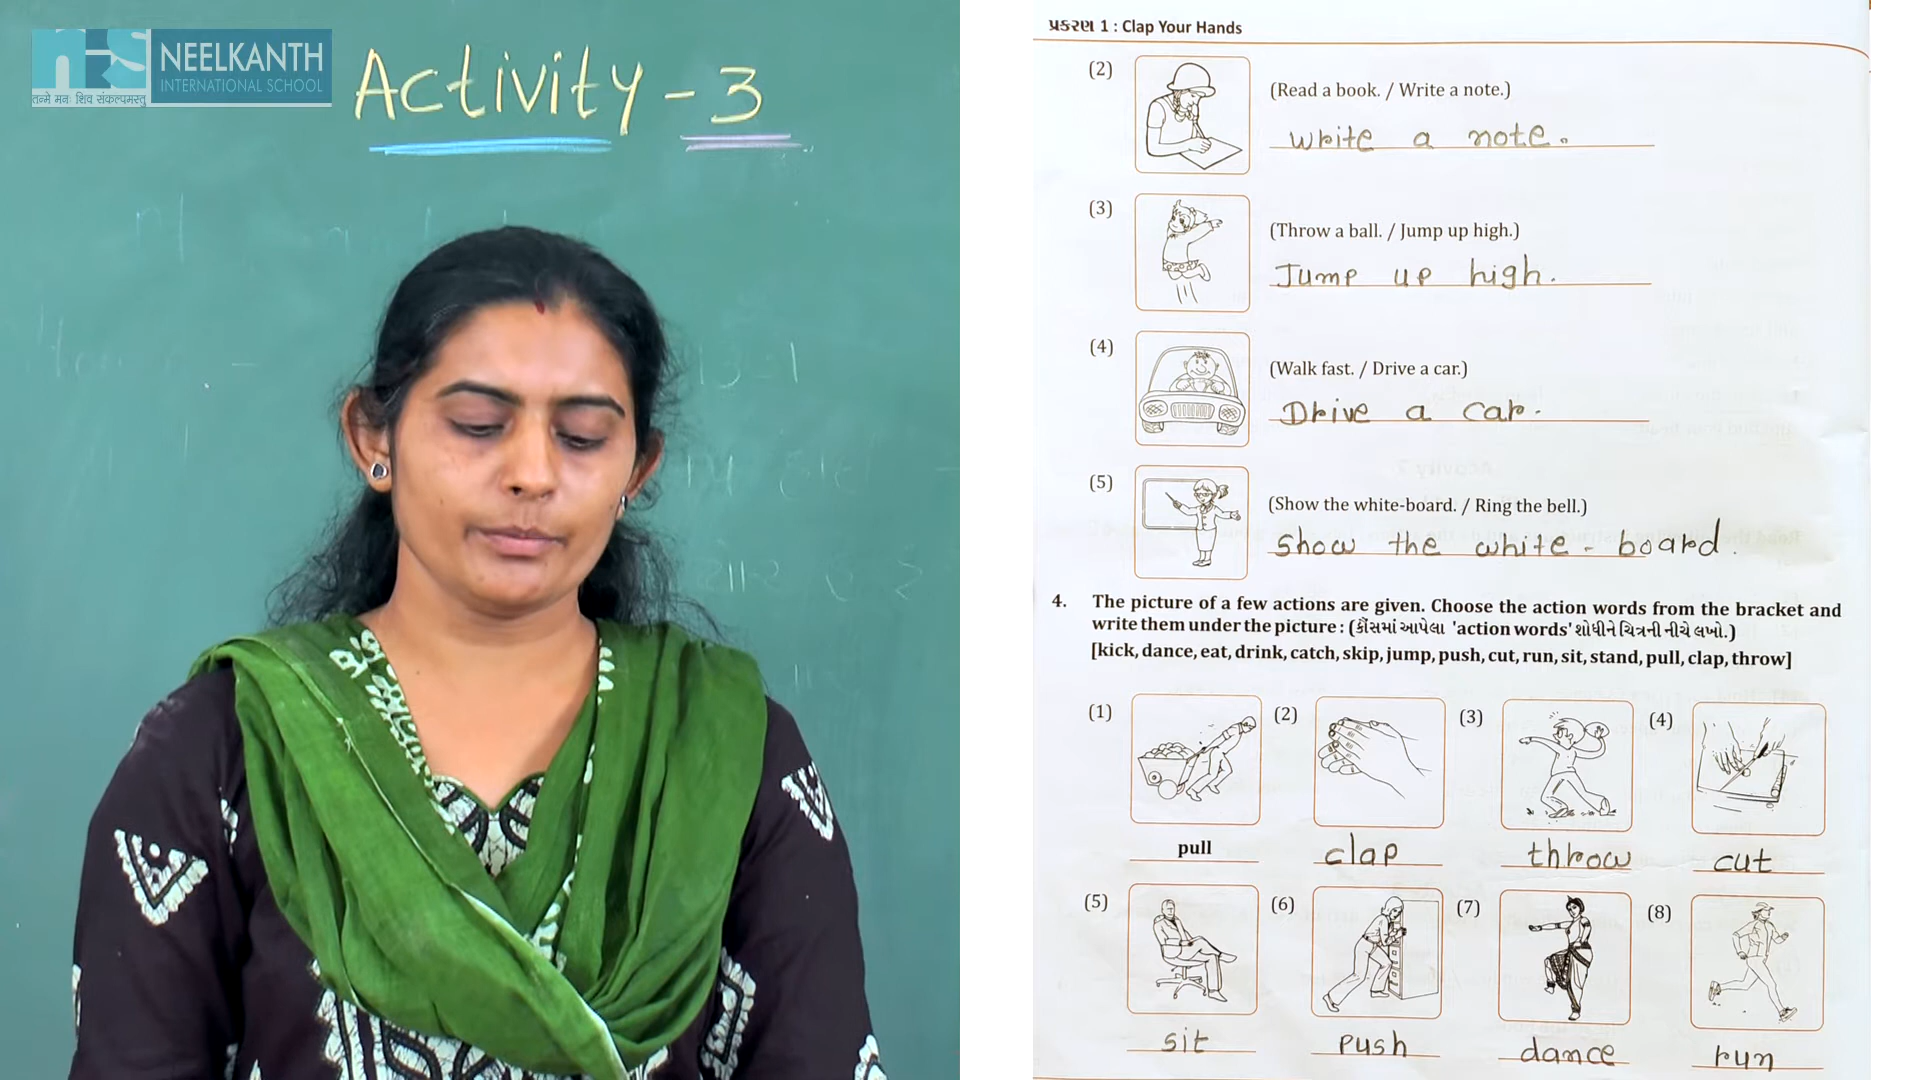 NEELKANTH
INTERNATIONAL SCHOOL
तन्मे मनः शिव संकल्पमस्तु
Activity - 3
પ્રકરણ 1 : Clap Your Hands
(2)
(Read a book. / Write a note.)
Write a note.
(3)
(Throw a ball. / Jump up high.)
Jump up high.
(4)
(Walk fast. / Drive a car.)
Drive a car.
(5)
(Show the white-board. / Ring the bell.)
Show the white-board.
4. The picture of a few actions are given. Choose the action words from the bracket and
write them under the picture : (કૌંસમાં આપેલા 'action words' શોધીને ચિત્રની નીચે લખો.)
[kick, dance, eat, drink, catch, skip, jump, push, cut, run, sit, stand, pull, clap, throw]
(1) (2) (3) (4)
pull clap throw cut
(5) (6) (7) (8)
sit push dance run